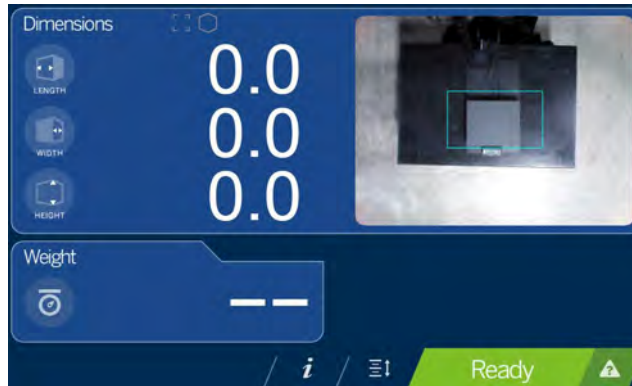 Dimensions
LENGTH
0.0
WIDTH
0.0
HEIGHT
0.0
Weight
--
i
Ready
?